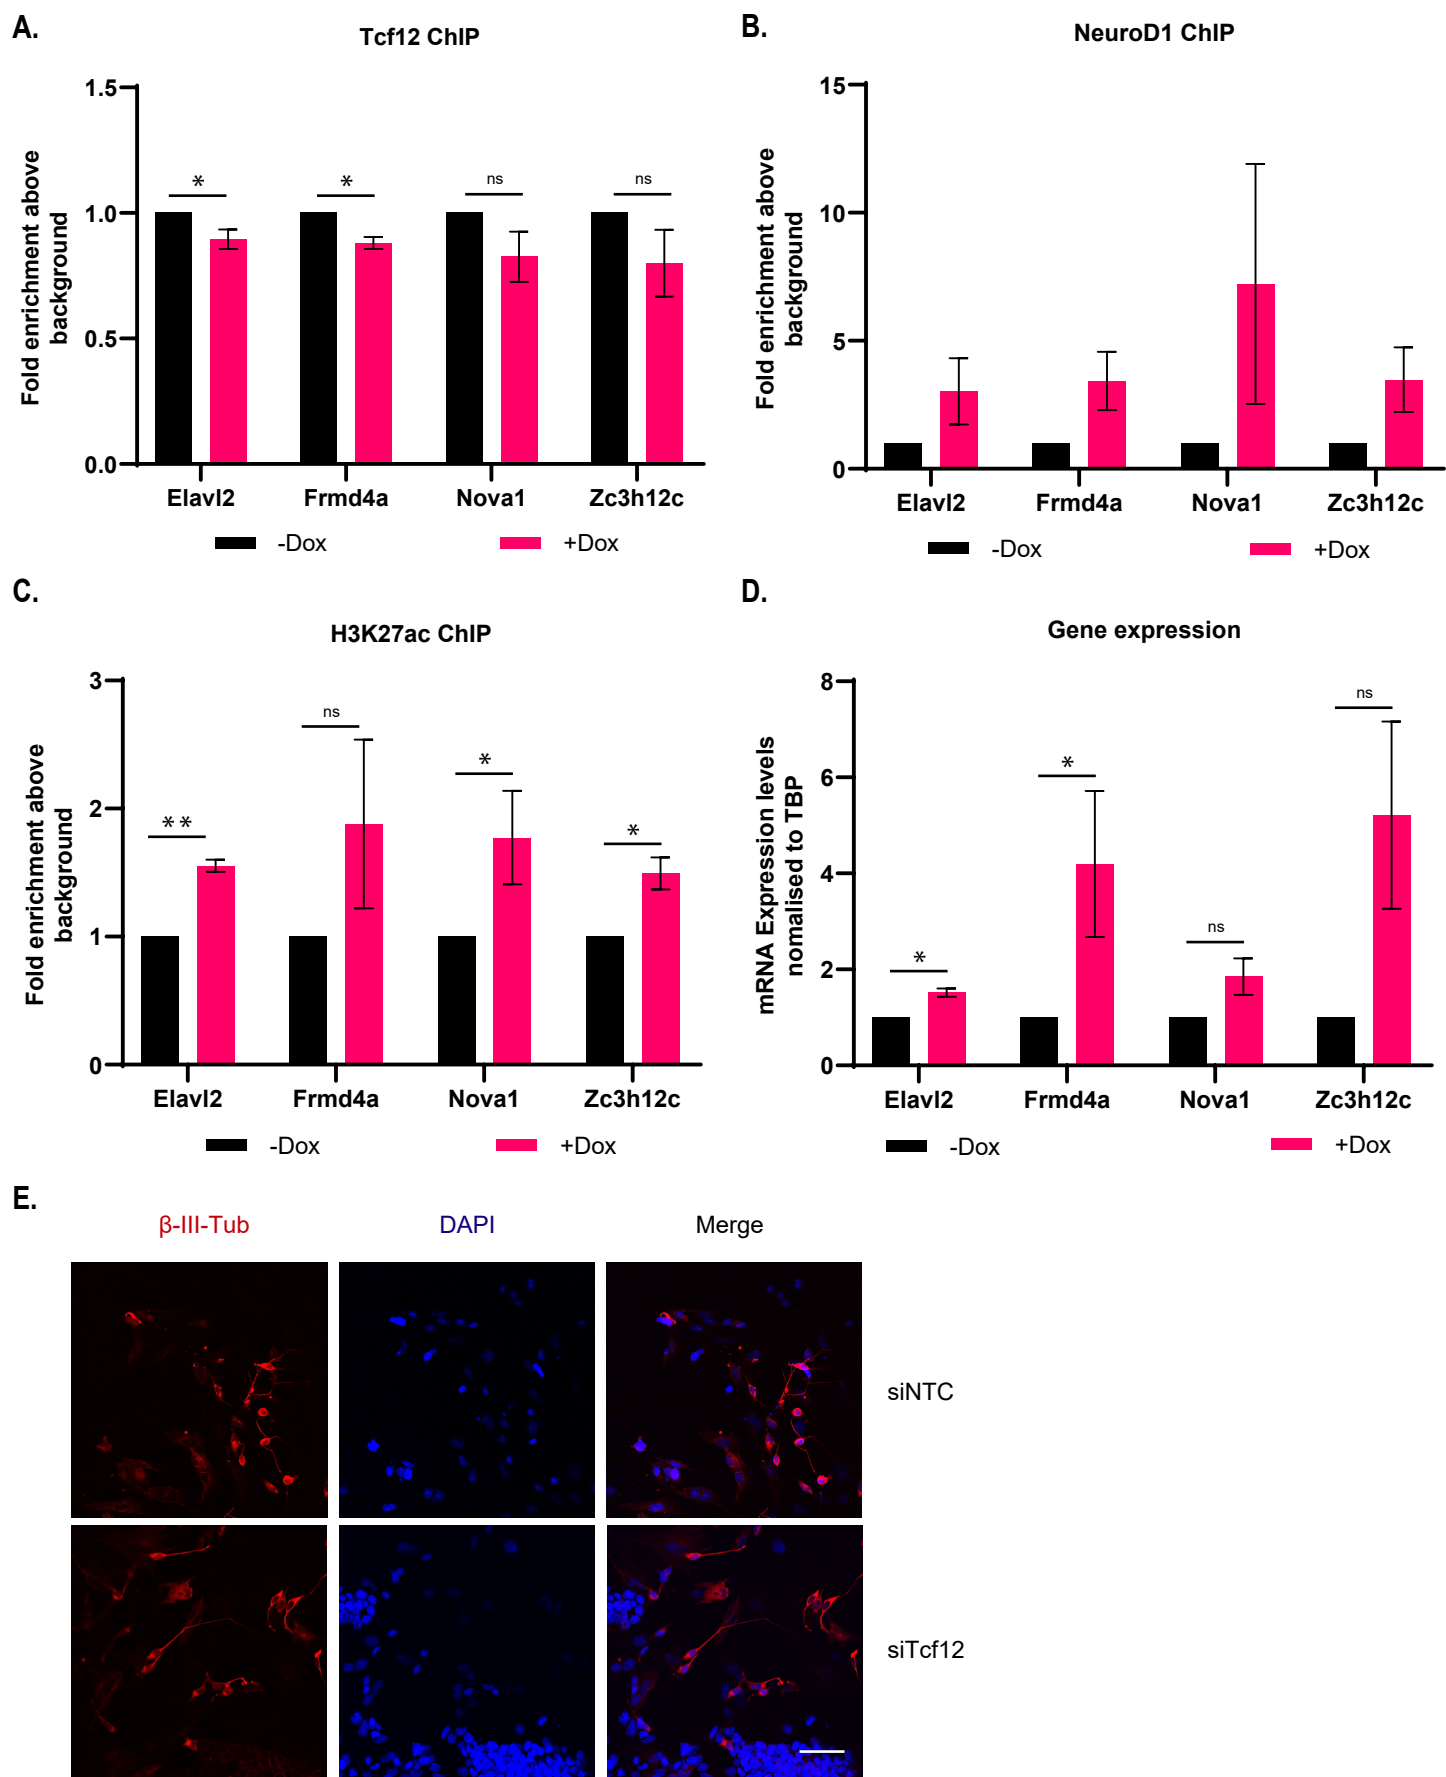 A.
Tcf12 ChIP
Fold enrichment above
background
1.5
1.0
0.5
0.0
*
*
ns
ns
Elavl2 Frmd4a Nova1 Zc3h12c
-Dox +Dox
B.
NeuroD1 ChIP
Fold enrichment above
background
15
10
5
0
Elavl2 Frmd4a Nova1 Zc3h12c
-Dox +Dox
C.
H3K27ac ChIP
Fold enrichment above
background
3
2
1
0
**
ns
*
*
Elavl2 Frmd4a Nova1 Zc3h12c
-Dox +Dox
D.
Gene expression
mRNA Expression levels
nomalised to TBP
8
6
4
2
0
*
*
ns
ns
Elavl2 Frmd4a Nova1 Zc3h12c
-Dox +Dox
E.
β-III-Tub DAPI Merge
siNTC
siTcf12